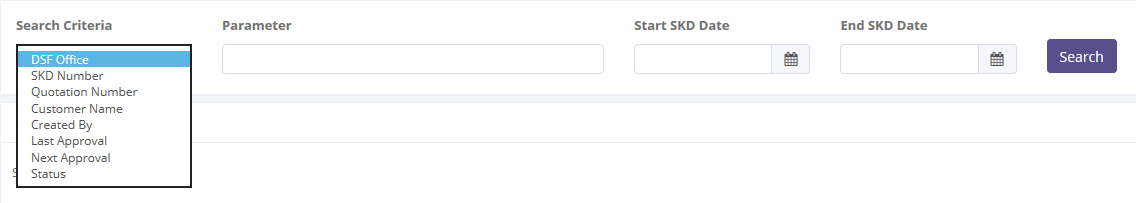 Search Criteria Parameter Start SKD Date End SKD Date
DSF Office
SKD Number
Quotation Number
Customer Name
Created By
Last Approval
Next Approval
Status
Search